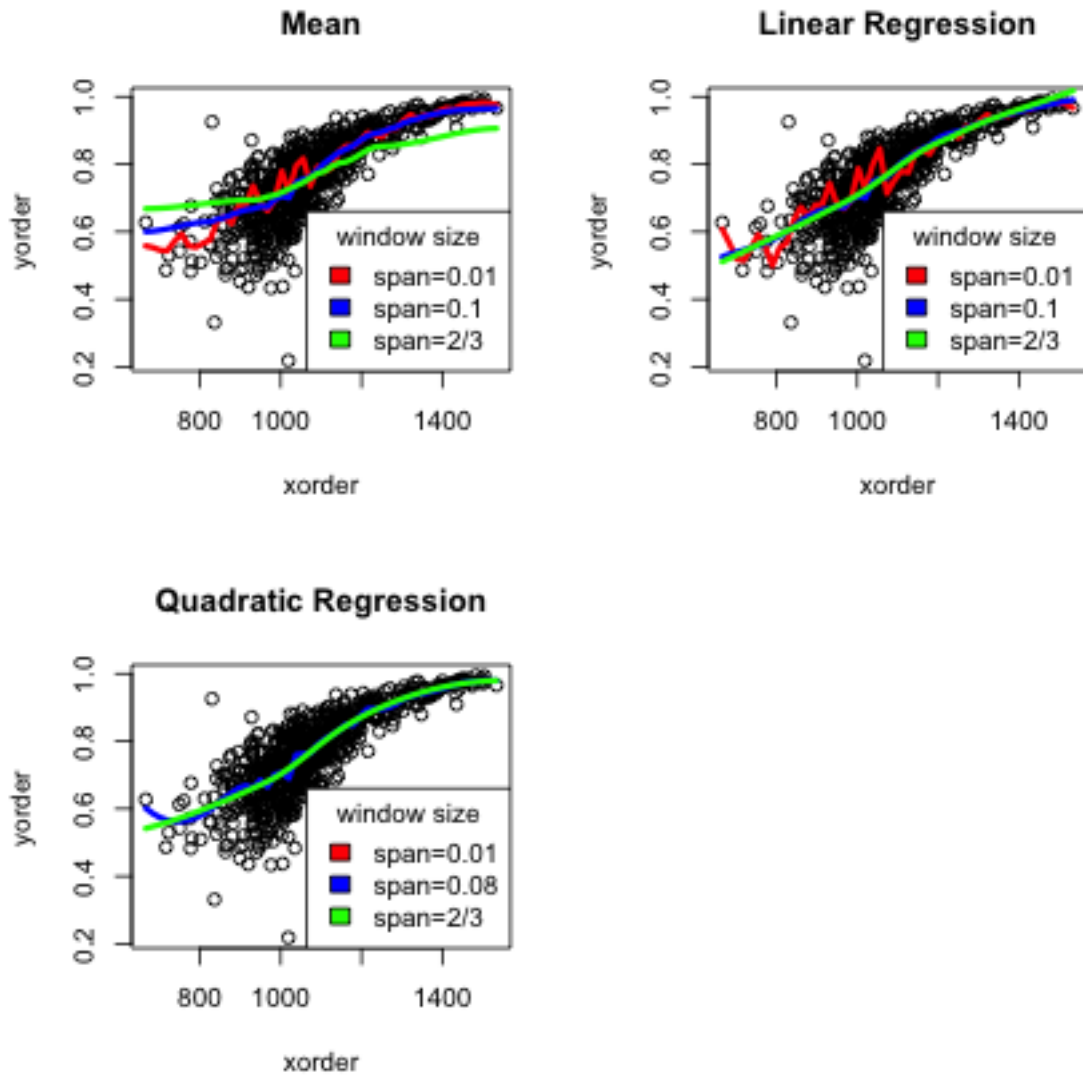 Mean
yorder
1.0
0.8
0.6
0.4
0.2
window size
span=0.01
span=0.1
span=2/3
800 1000 1400
xorder
Linear Regression
yorder
1.0
0.8
0.6
0.4
0.2
window size
span=0.01
span=0.1
span=2/3
800 1000 1400
xorder
Quadratic Regression
yorder
1.0
0.8
0.6
0.4
0.2
window size
span=0.01
span=0.08
span=2/3
800 1000 1400
xorder